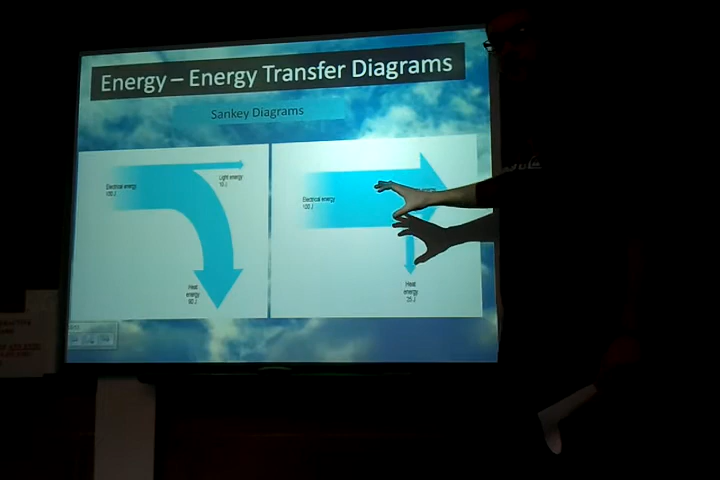 Energy – Energy Transfer Diagrams
Sankey Diagrams
Electrical energy
100 J
Light energy
10 J
Heat
energy
90 J
Electrical energy
100 J
Heat
energy
25 J